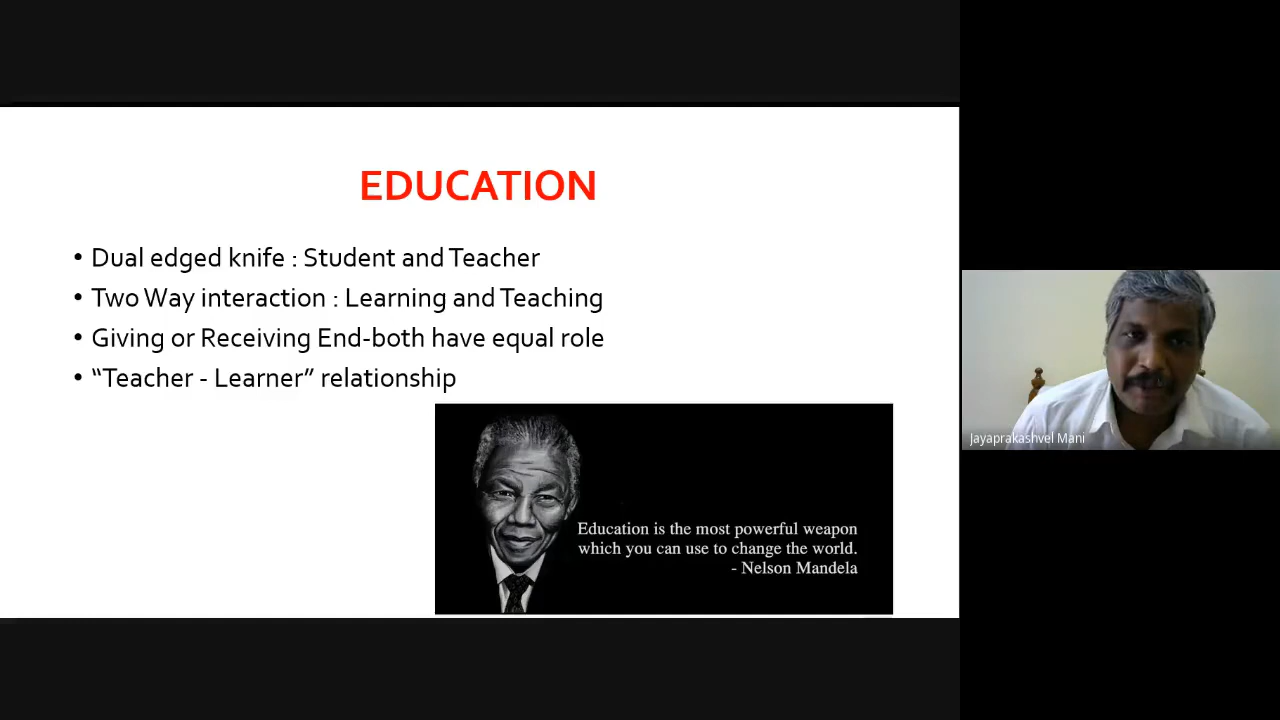 EDUCATION
• Dual edged knife : Student and Teacher
• Two Way interaction : Learning and Teaching
• Giving or Receiving End-both have equal role
• “Teacher - Learner” relationship
Education is the most powerful weapon
which you can use to change the world.
- Nelson Mandela
Jayaprakashvel Mani